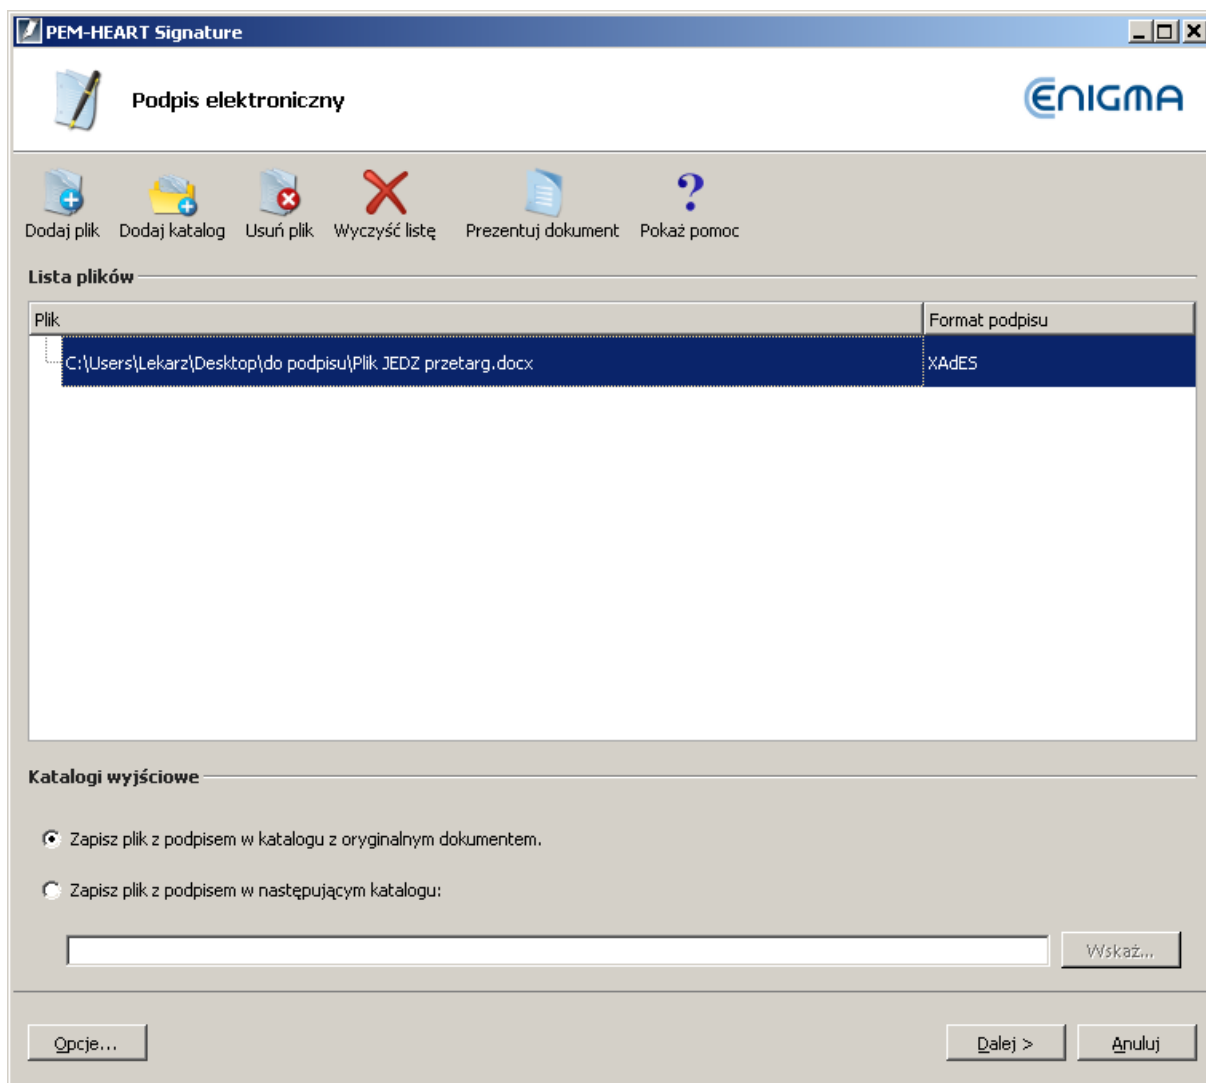 PEM-HEART Signature
Podpis elektroniczny
ENIGMA
Dodaj plik Dodaj katalog Usuń plik Wyczyść listę Prezentuj dokument Pokaż pomoc
Lista plików
Plik Format podpisu
C:\Users\Lekarz\Desktop\do podpisu\Plik JEDZ przetarg.docx XAdES
Katalogi wyjściowe
Zapisz plik z podpisem w katalogu z oryginalnym dokumentem.
Zapisz plik z podpisem w następującym katalogu:
Wskaż...
Opcje... Dalej > Anuluj